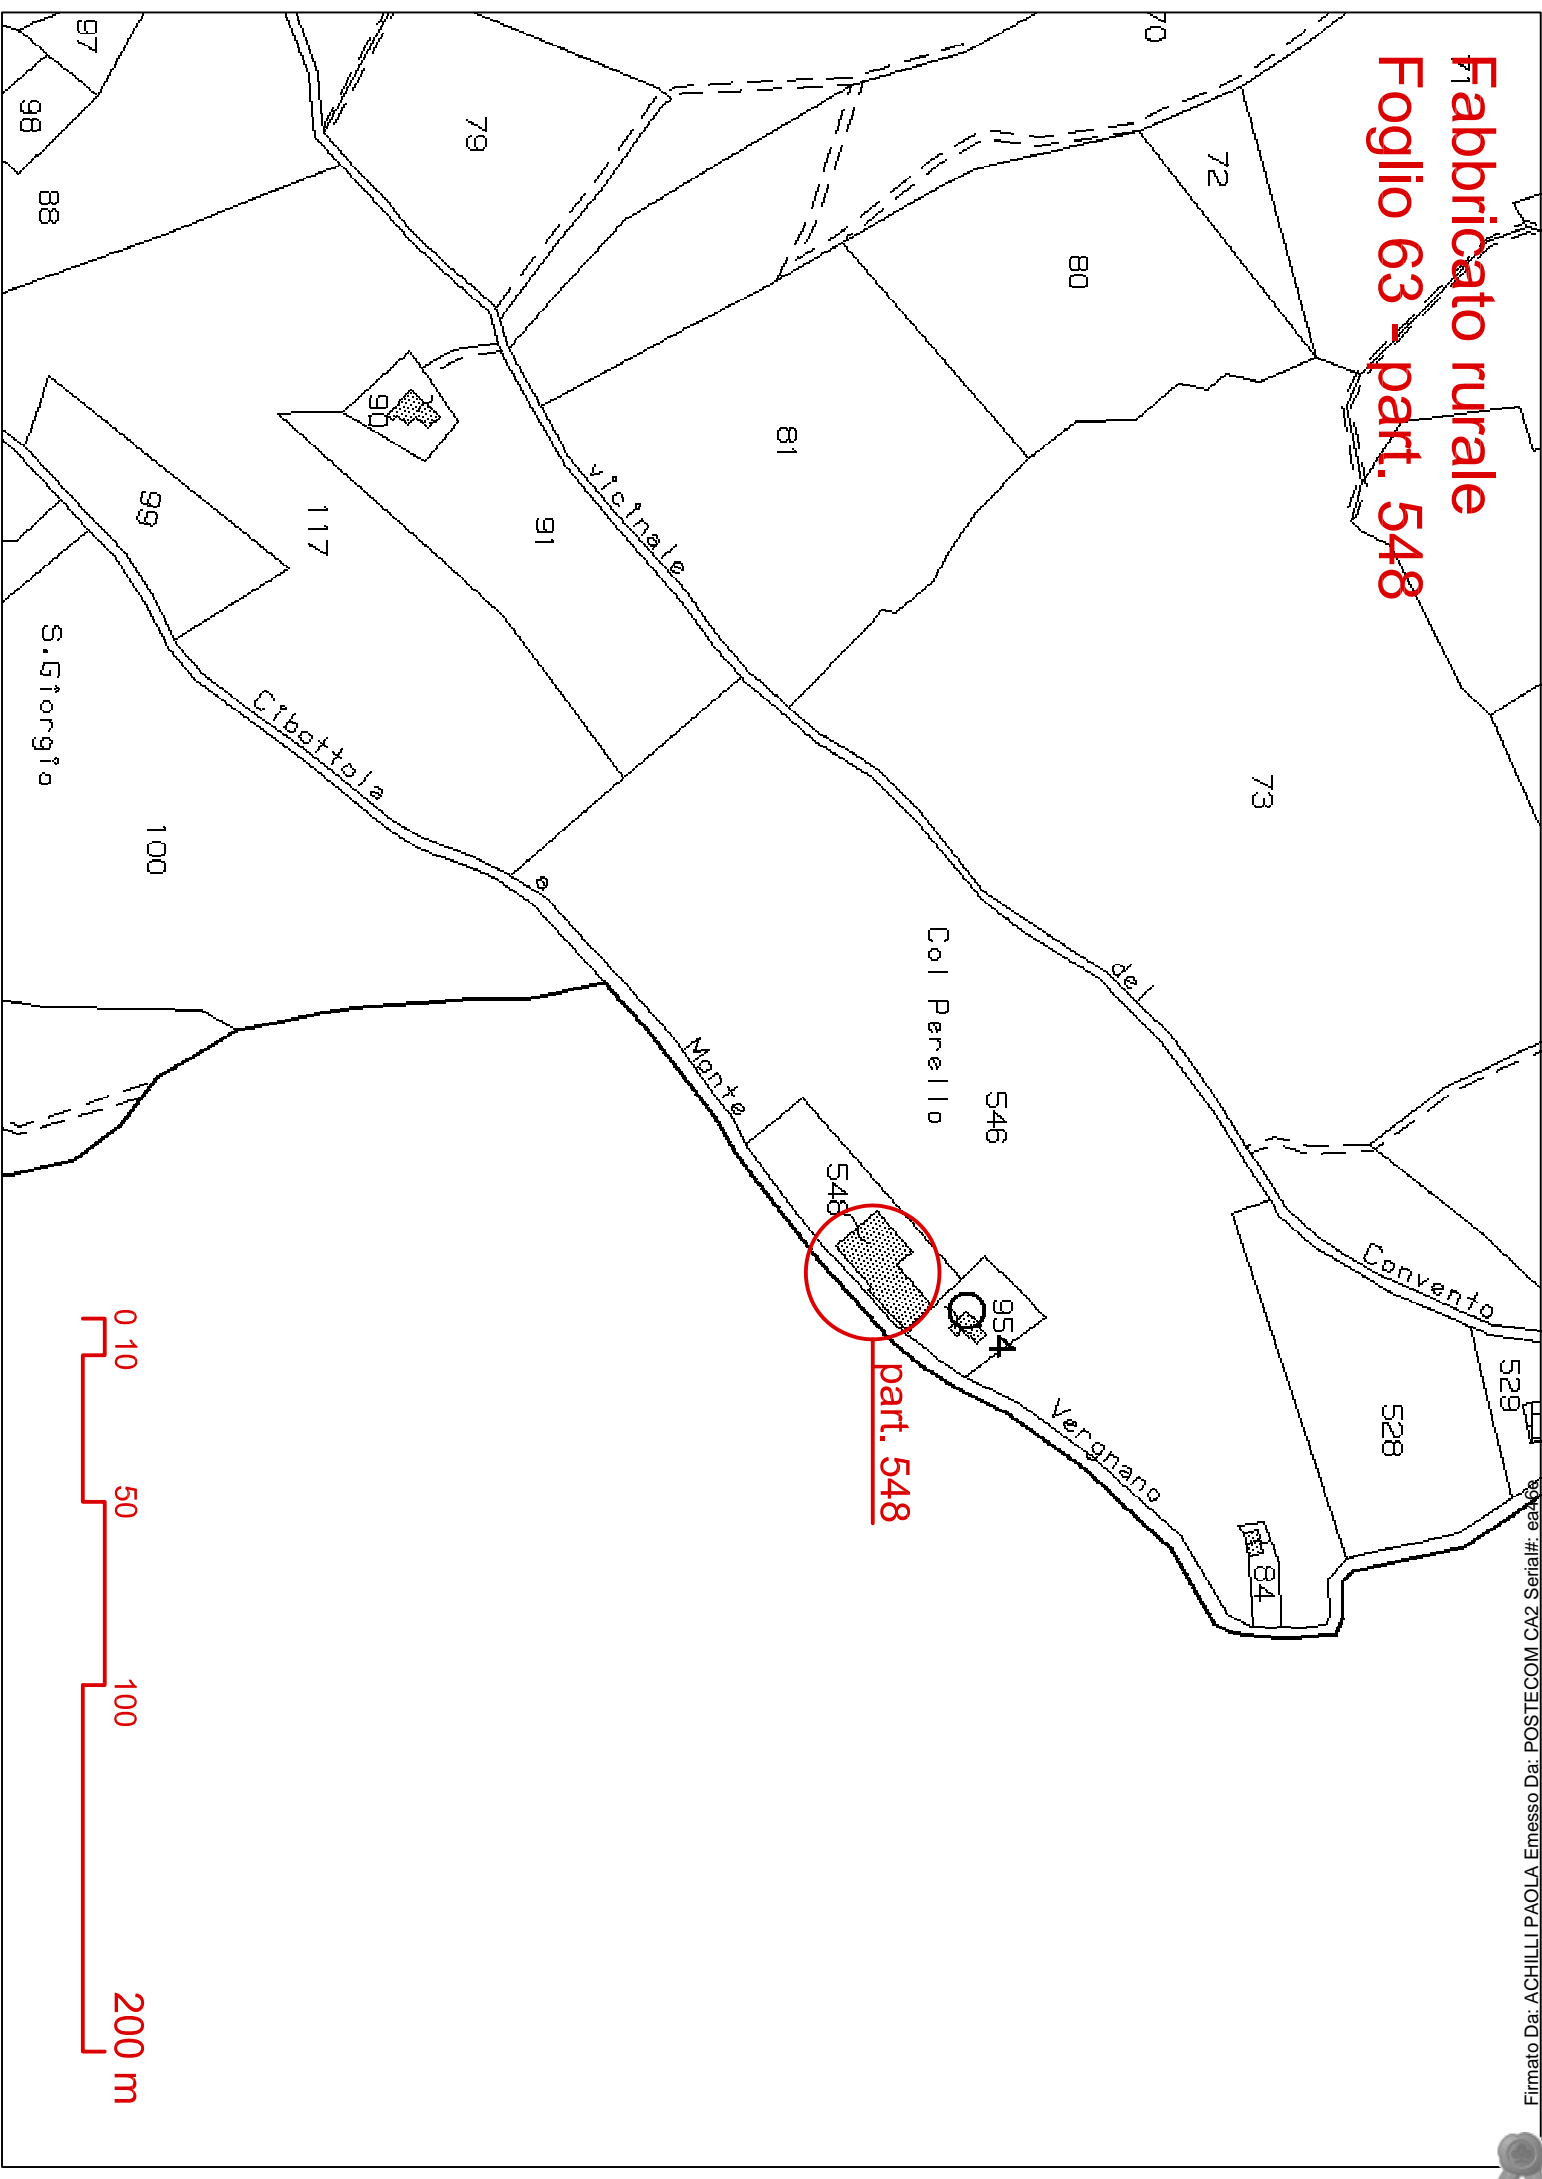 Fabbricato rurale
Foglio 63 - part. 548
71
70
72
80
79
97
98
88
81
90
91
117
99
73
vicinale
del
Convento
S.Giorgio
100
Cibottola
a
Monte
Vergnano
Col Perello
546
548
954
part. 548
528
529
84
0 10
50
100
200 m
Firmato Da: ACHILLI PAOLA Emesso Da: POSTECOM CA2 Serial#: ea46e